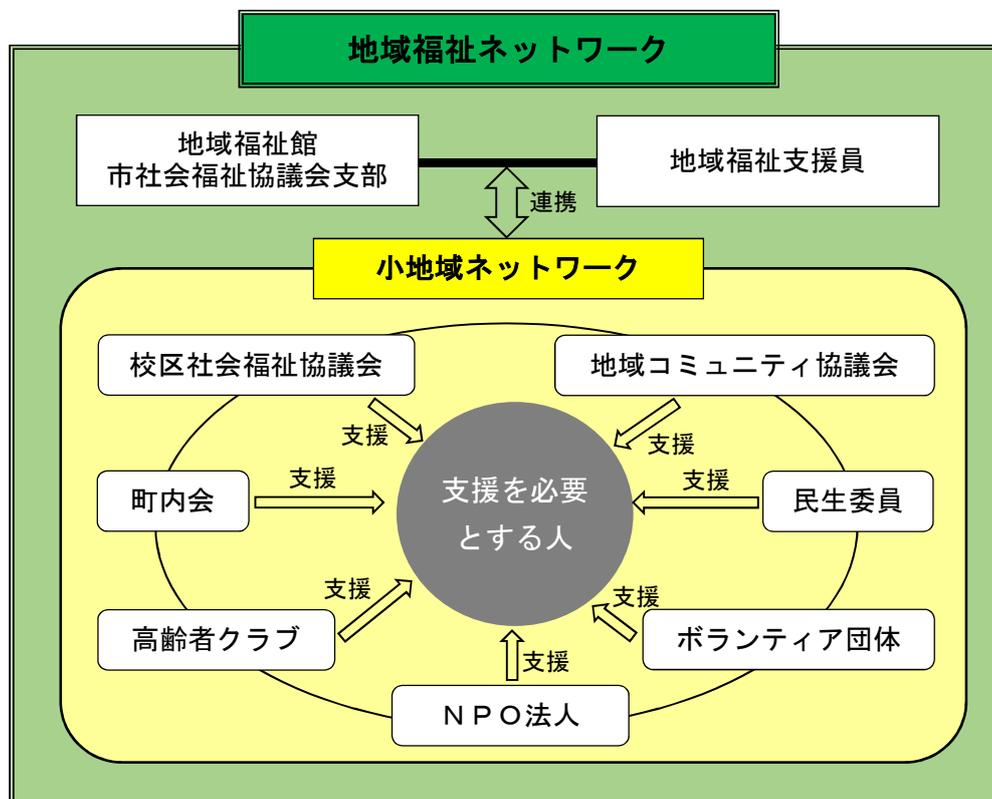 地域福祉ネットワーク
地域福祉館
市社会福祉協議会支部
地域福祉支援員
連携
小地域ネットワーク
校区社会福祉協議会
地域コミュニティ協議会
支援
支援
町内会
支援
支援を必要
とする人
支援
民生委員
高齢者クラブ
支援
支援
ボランティア団体
支援
ＮＰＯ法人